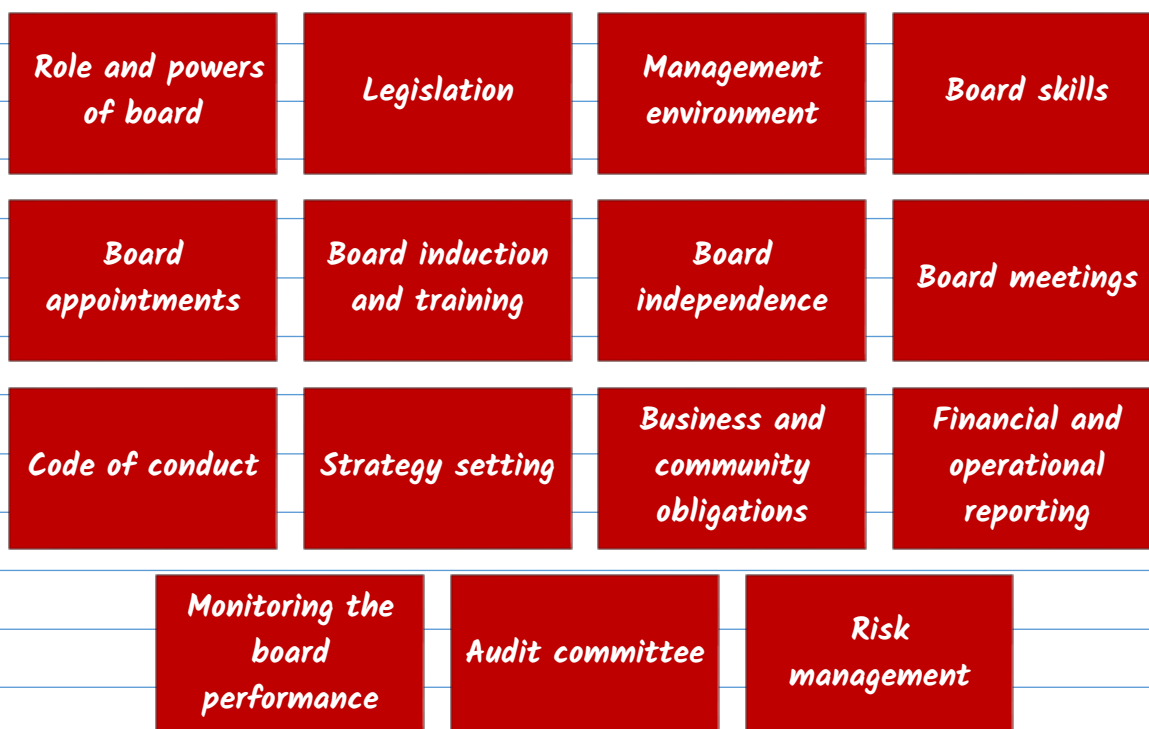 Role and powers
of board
Legislation
Management
environment
Board skills
Board
appointments
Board induction
and training
Board
independence
Board meetings
Code of conduct
Strategy setting
Business and
community
obligations
Financial and
operational
reporting
Monitoring the
board
performance
Audit committee
Risk
management